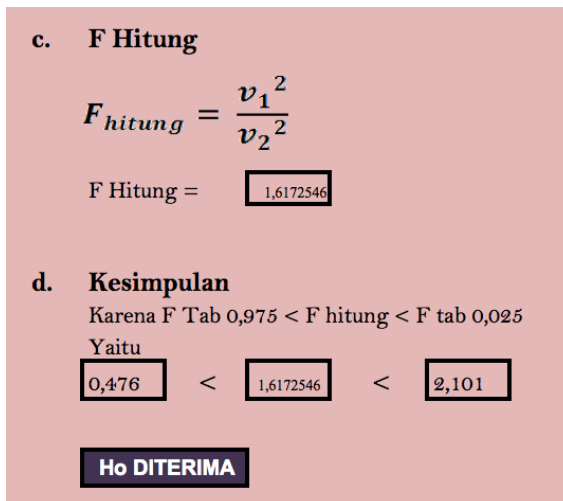 c. F Hitung
F hitung = v₁² / v₂²
F Hitung = 1,6172546
d. Kesimpulan
Karena F Tab 0,975 < F hitung < F tab 0,025
Yaitu
0,476 < 1,6172546 < 2,101
Ho DITERIMA